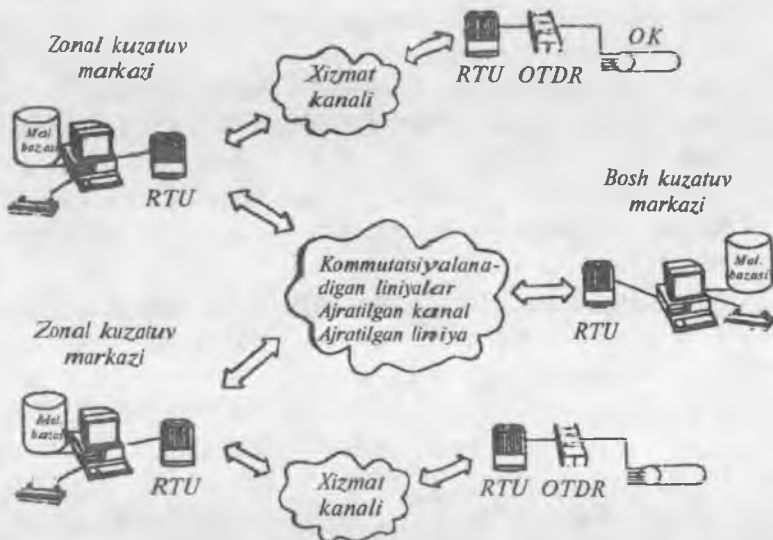 Zonal kuzatuv
markazi
Mal.
bazasi
RTU
Xizmat
kanali
RTU OTDR
OK
Bosh kuzatuv
markazi
Kommutatsiyalana-
digan liniyalar
Ajratilgan kanal
Ajratilgan liniya
RTU
Mal.
bazasi
Zonal kuzatuv
markazi
Mal.
bazasi
RTU
Xizmat
kanali
RTU OTDR